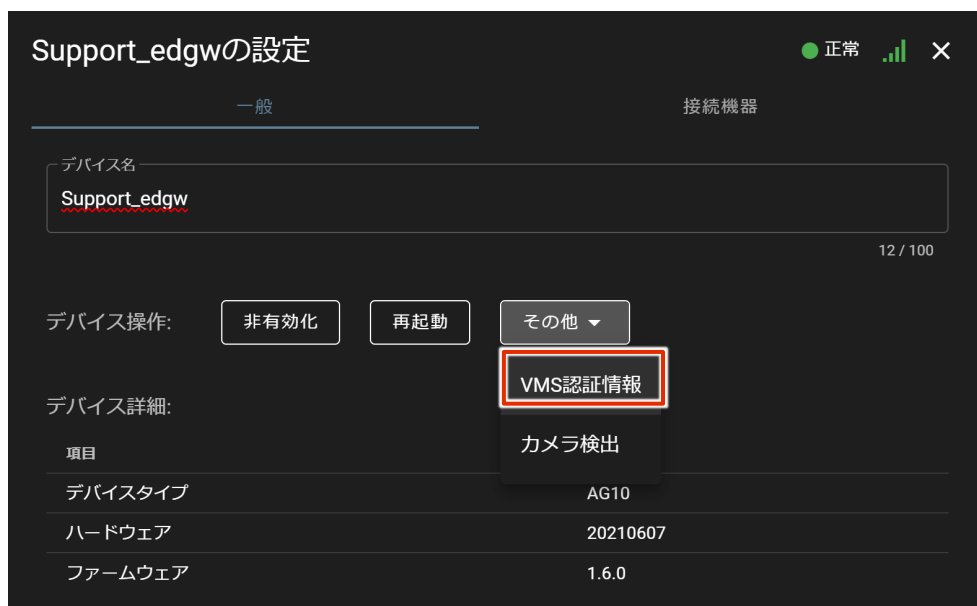 Support_edgwの設定
正常
一般
接続機器
デバイス名
Support_edgw
12 / 100
デバイス操作:
非有効化
再起動
その他
VMS認証情報
カメラ検出
デバイス詳細:
項目
デバイスタイプ AG10
ハードウェア 20210607
ファームウェア 1.6.0